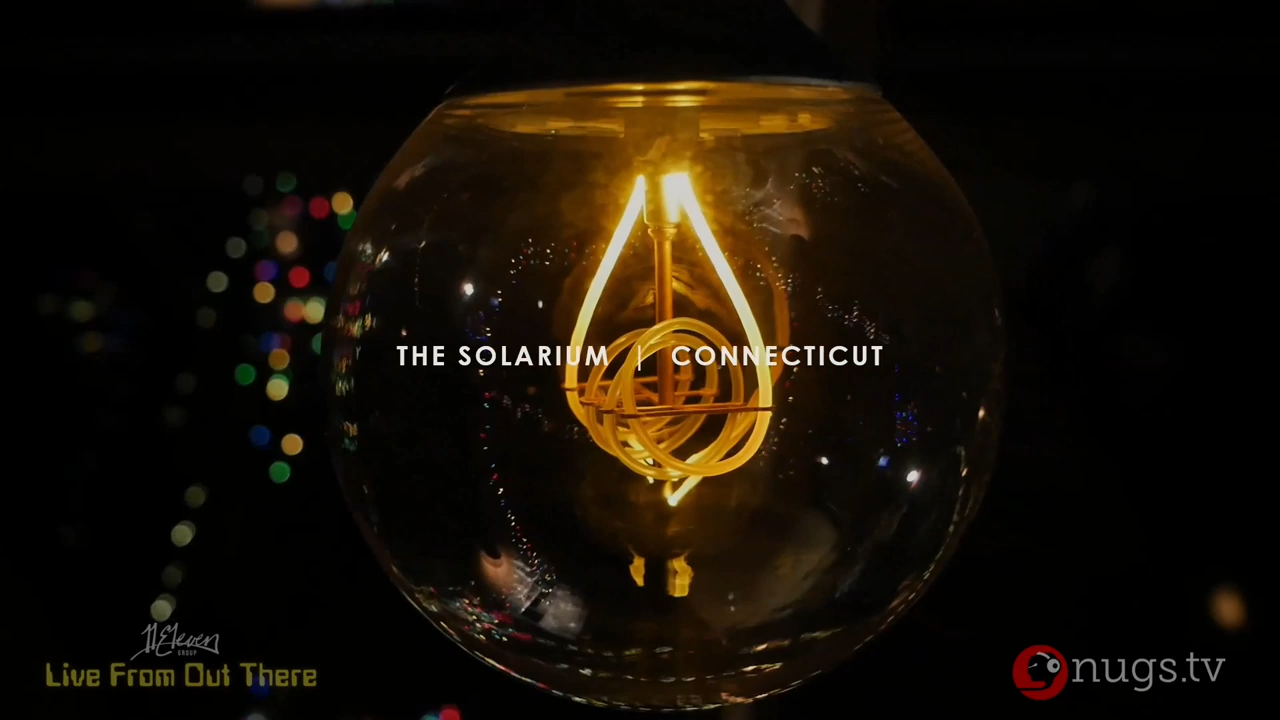 THE SOLARIUM | CONNECTICUT
11Eleven
GROUP
Live From Out There
nugs.tv